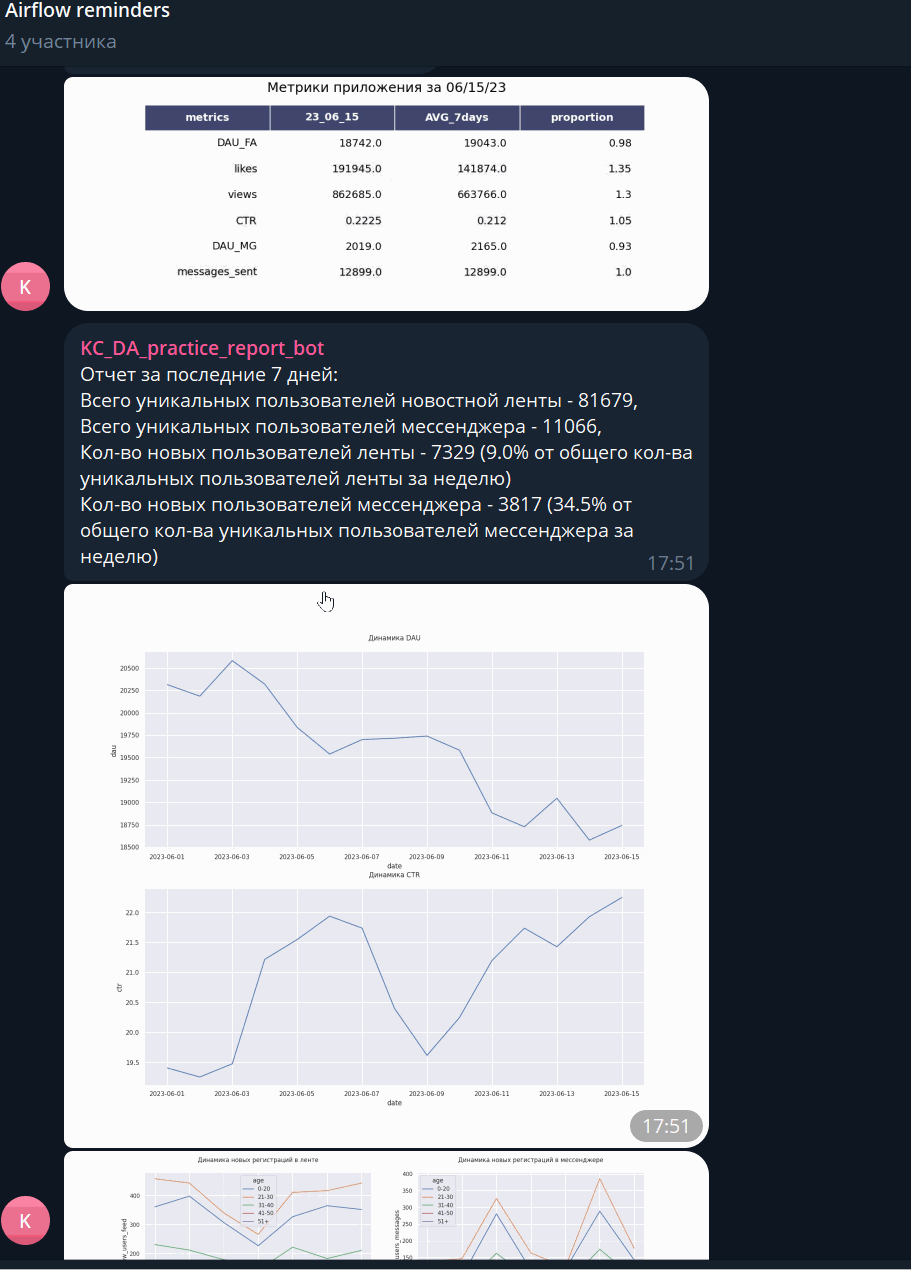 Airflow reminders
4 участника
Метрики приложения за 06/15/23
metrics 23_06_15 AVG_7days proportion
DAU_FA 18742.0 19043.0 0.98
likes 191945.0 141874.0 1.35
views 862685.0 663766.0 1.3
CTR 0.2225 0.212 1.05
DAU_MG 2019.0 2165.0 0.93
messages_sent 12899.0 12899.0 1.0
K
KC_DA_practice_report_bot
Отчет за последние 7 дней:
Всего уникальных пользователей новостной ленты - 81679,
Всего уникальных пользователей мессенджера - 11066,
Кол-во новых пользователей ленты - 7329 (9.0% от общего кол-ва
уникальных пользователей ленты за неделю)
Кол-во новых пользователей мессенджера - 3817 (34.5% от
общего кол-ва уникальных пользователей мессенджера за
неделю)
17:51
Динамика DAU
20500
20250
20000
19750
19500
19250
19000
18750
18500
dau
2023-06-01 2023-06-03 2023-06-05 2023-06-07 2023-06-09 2023-06-11 2023-06-13 2023-06-15
date
Динамика CTR
22.0
21.5
21.0
20.5
20.0
19.5
ctr
2023-06-01 2023-06-03 2023-06-05 2023-06-07 2023-06-09 2023-06-11 2023-06-13 2023-06-15
date
17:51
Динамика новых регистраций в ленте
400
300
200
age
0-20
21-30
31-40
41-50
51+
Динамика новых регистраций в мессенджере
400
350
300
250
200
150
users_messages
age
0-20
21-30
31-40
41-50
51+
K